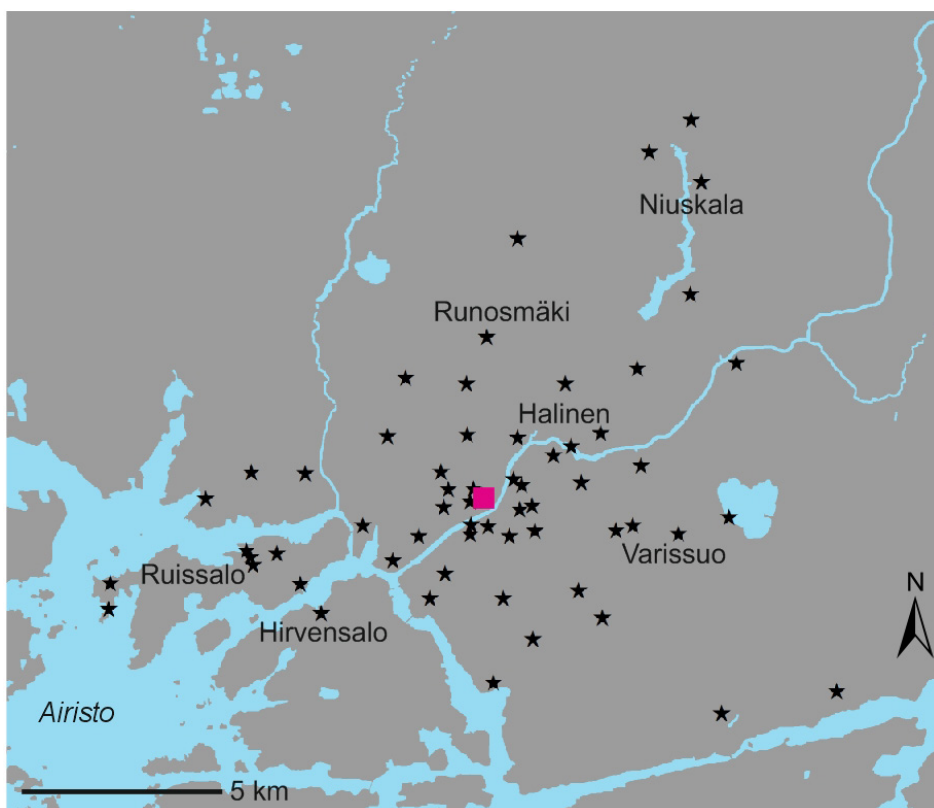 Niuskala
Runosmäki
Halinen
Varissuo
Ruissalo
Hirvensalo
N
Airisto
5 km